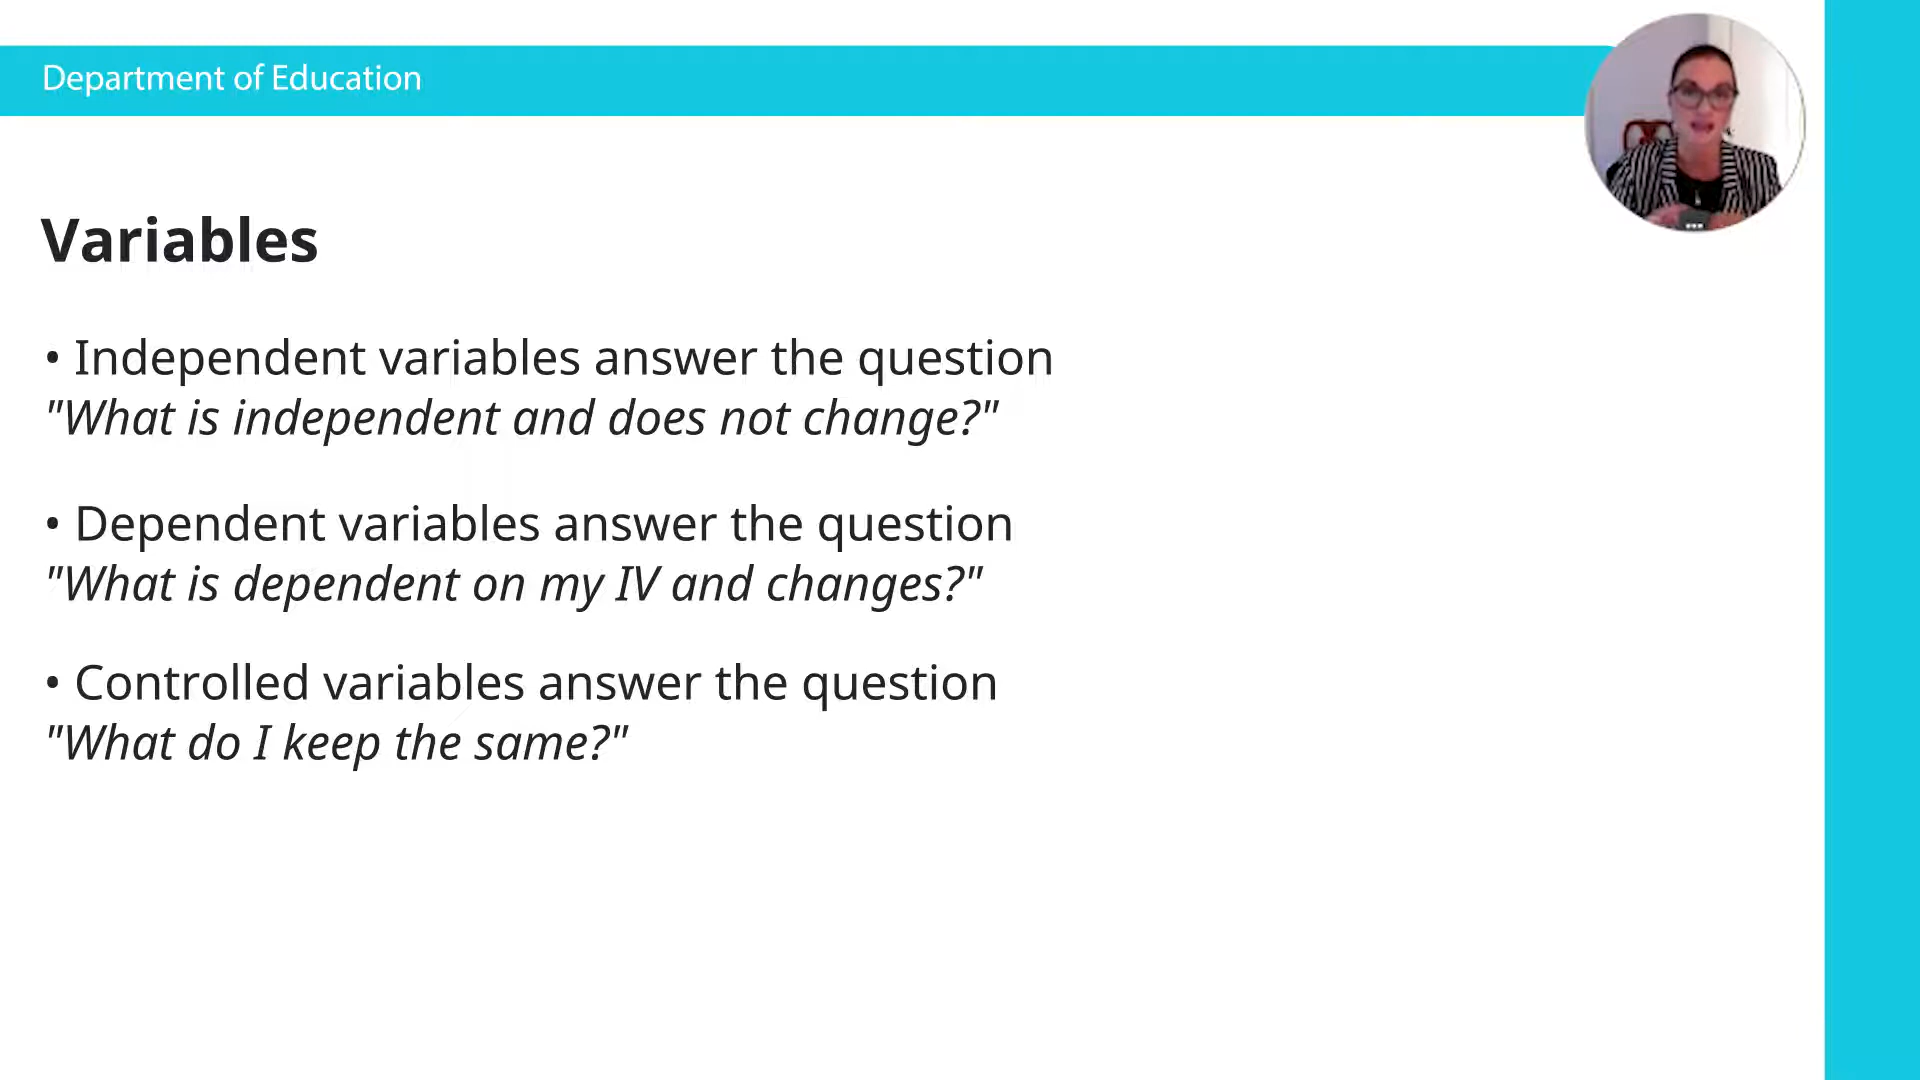 Department of Education
Variables
• Independent variables answer the question
"What is independent and does not change?"
• Dependent variables answer the question
"What is dependent on my IV and changes?"
• Controlled variables answer the question
"What do I keep the same?"